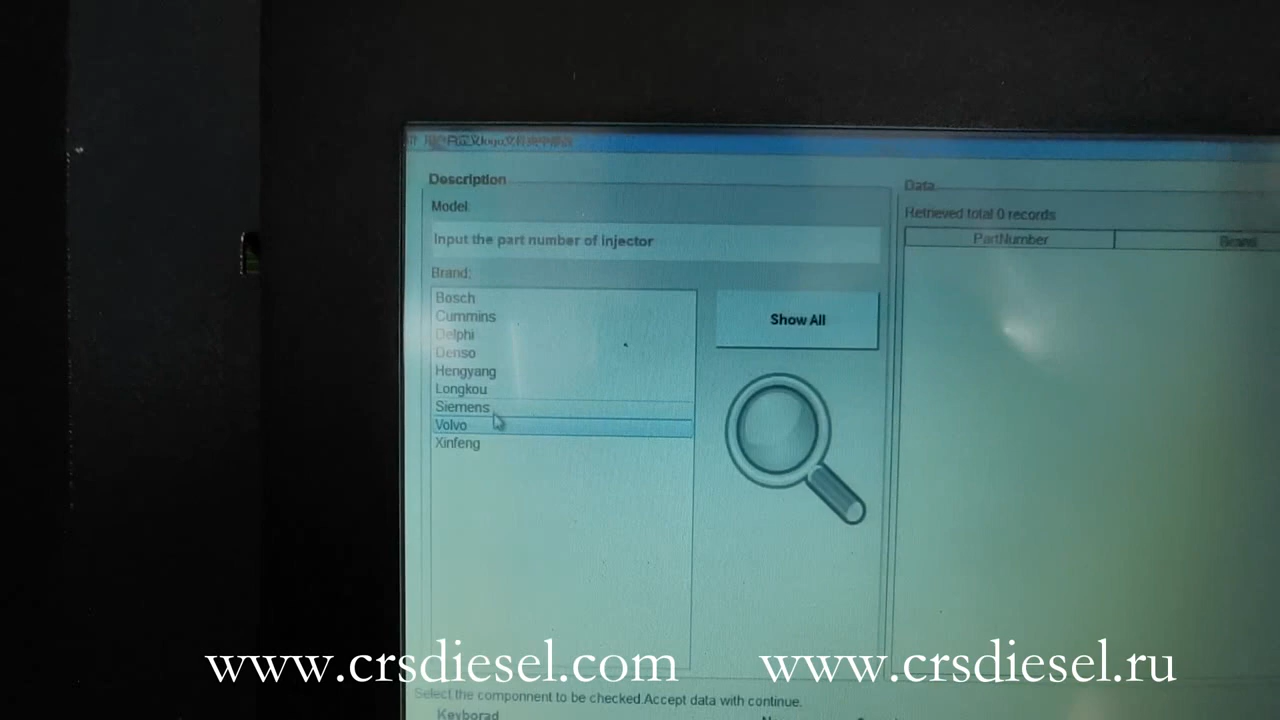 Description
Data
Model:
Retrieved total 0 records
Input the part number of injector
PartNumber
Brand
Brand:
Bosch
Cummins
Delphi
Denso
Hengyang
Longkou
Siemens
Volvo
Xinfeng
Show All
www.crsdiesel.com www.crsdiesel.ru
Select the componnent to be checked.Accept data with continue.
Keyborad